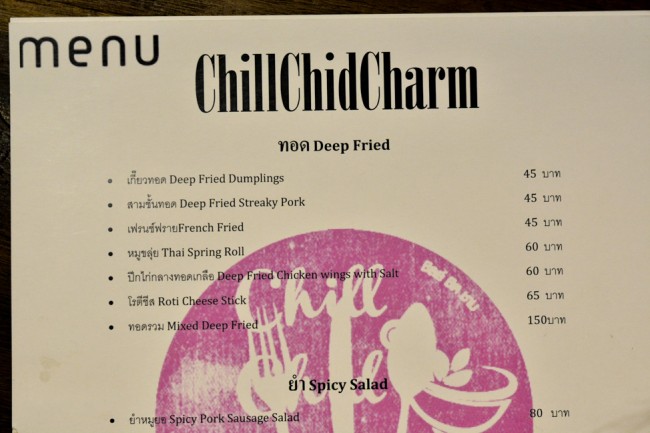 menu
ChillChidCharm
ทอด Deep Fried
• เกี๊ยวทอด Deep Fried Dumplings 45 บาท
• สามชั้นทอด Deep Fried Streaky Pork 45 บาท
• เฟรนช์ฟรายFrench Fried 45 บาท
• หมูขลุ่ย Thai Spring Roll 60 บาท
• ปีกไก่กลางทอดเกลือ Deep Fried Chicken wings with Salt 60 บาท
• โรตีชีส Roti Cheese Stick 65 บาท
• ทอดรวม Mixed Deep Fried 150บาท
Chill
Chid
ยำ Spicy Salad
• ยำหมูยอ Spicy Pork Sausage Salad 80 บาท